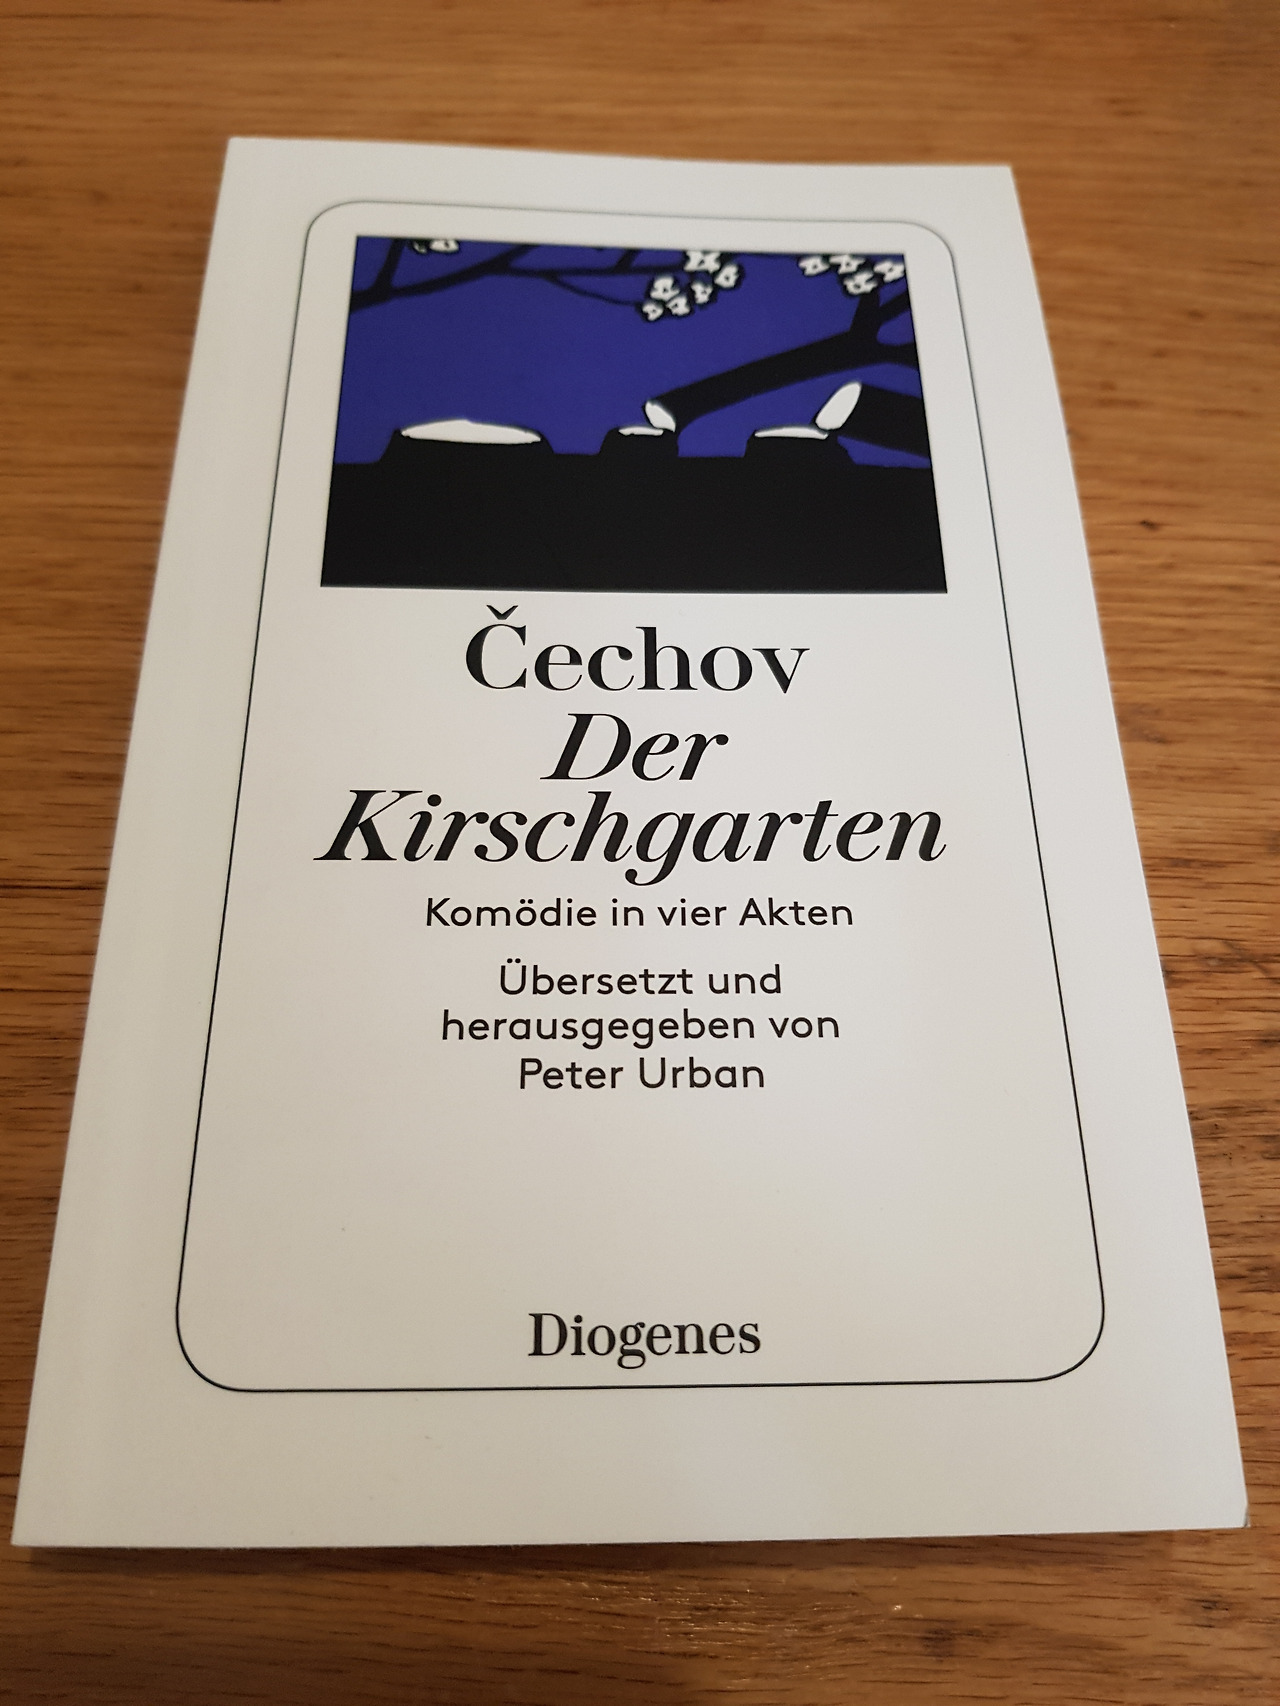 Čechov
Der
Kirschgarten
Komödie in vier Akten
Übersetzt und
herausgegeben von
Peter Urban
Diogenes